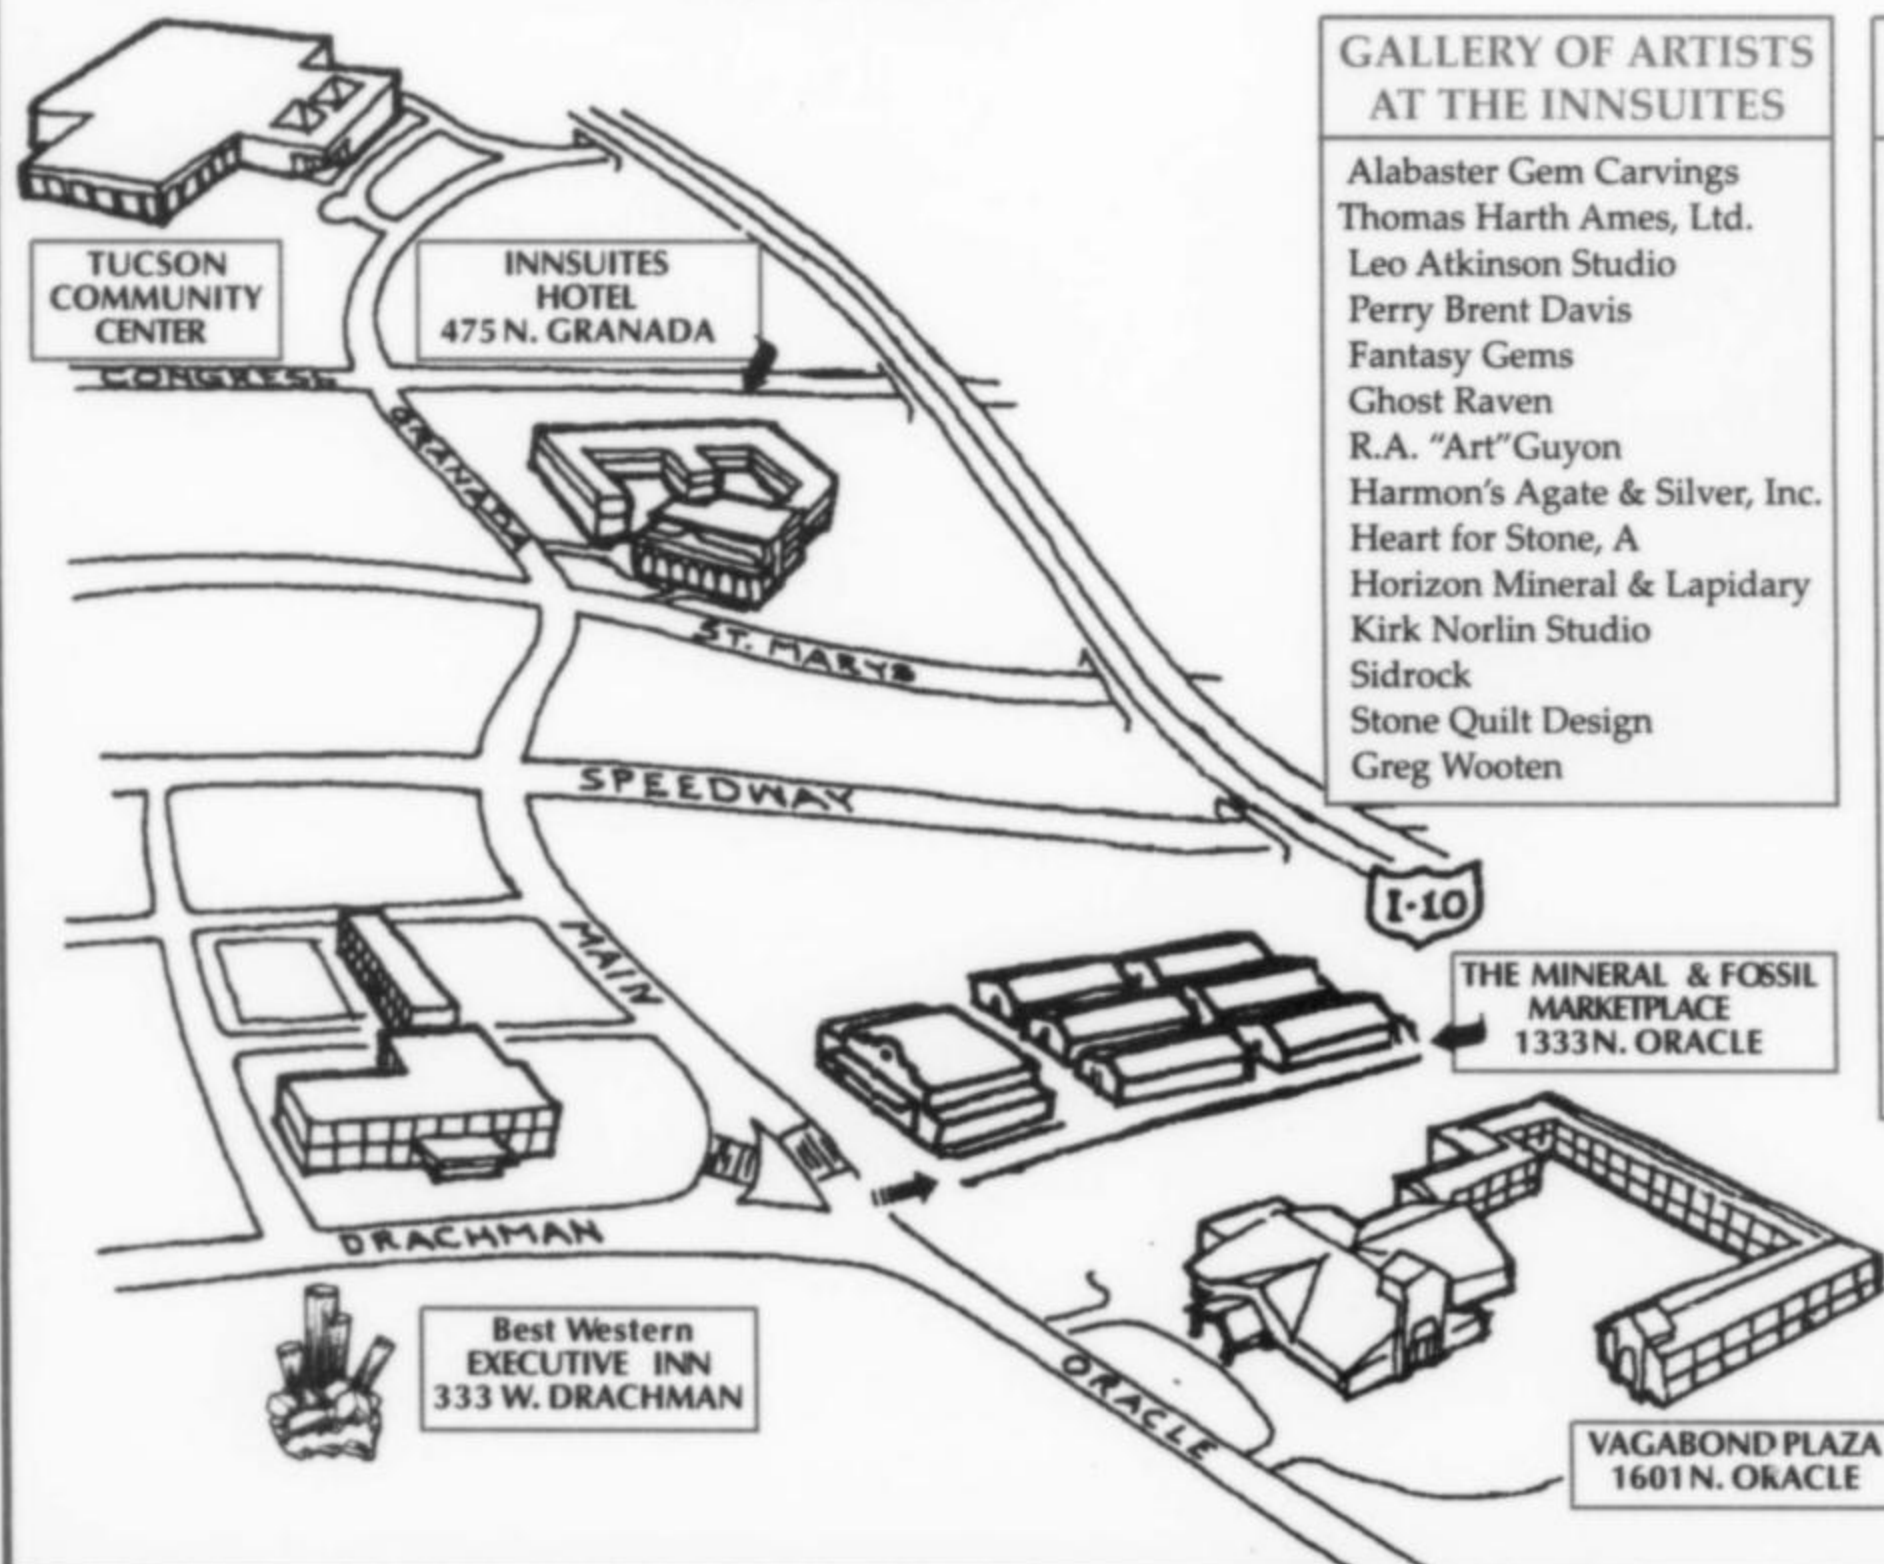 GALLERY OF ARTISTS
AT THE INNSUITES
Alabaster Gem Carvings
Thomas Harth Ames, Ltd.
Leo Atkinson Studio
Perry Brent Davis
Fantasy Gems
Ghost Raven
R.A. “Art”Guyon
Harmon's Agate & Silver, Inc.
Heart for Stone, A
Horizon Mineral & Lapidary
Kirk Norlin Studio
Sidrock
Stone Quilt Design
Greg Wooten
TUCSON
COMMUNITY
CENTER
INNSUITES
HOTEL
475 N. GRANADA
CONGRESS
GRANADA
ST. MARYS
SPEEDWAY
I-10
MAIN
THE MINERAL & FOSSIL
MARKETPLACE
1333 N. ORACLE
DRACHMAN
Best Western
EXECUTIVE INN
333 W. DRACHMAN
ORACLE
VAGABOND PLAZA
1601 N. ORACLE